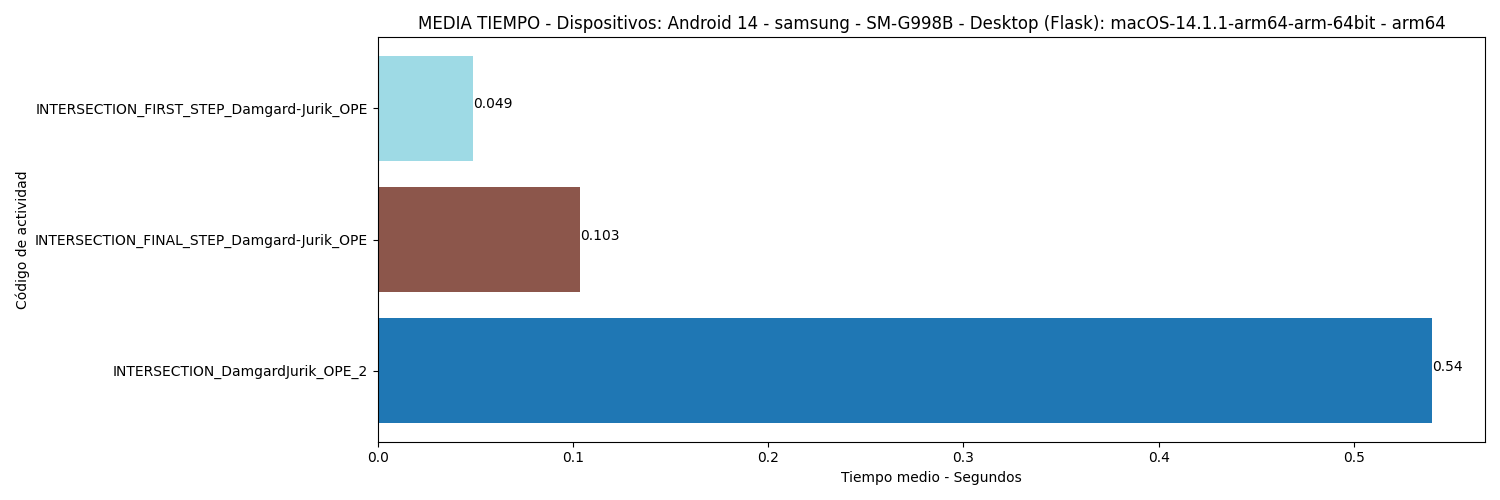 MEDIA TIEMPO - Dispositivos: Android 14 - samsung - SM-G998B - Desktop (Flask): macOS-14.1.1-arm64-arm-64bit - arm64
Código de actividad
INTERSECTION_FIRST_STEP_Damgard-Jurik_OPE
0.049
INTERSECTION_FINAL_STEP_Damgard-Jurik_OPE
0.103
INTERSECTION_DamgardJurik_OPE_2
0.54
0.0 0.1 0.2 0.3 0.4 0.5
Tiempo medio - Segundos